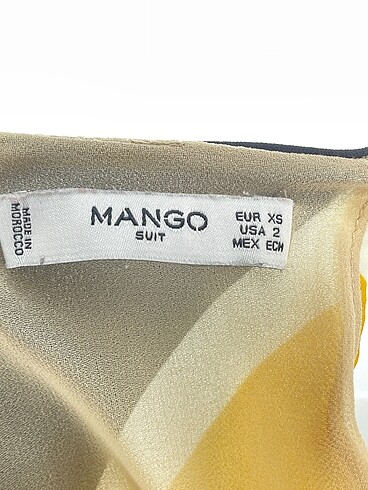 MADE IN
MOROCCO
MANGO
SUIT
EUR XS
USA 2
MEX ECH